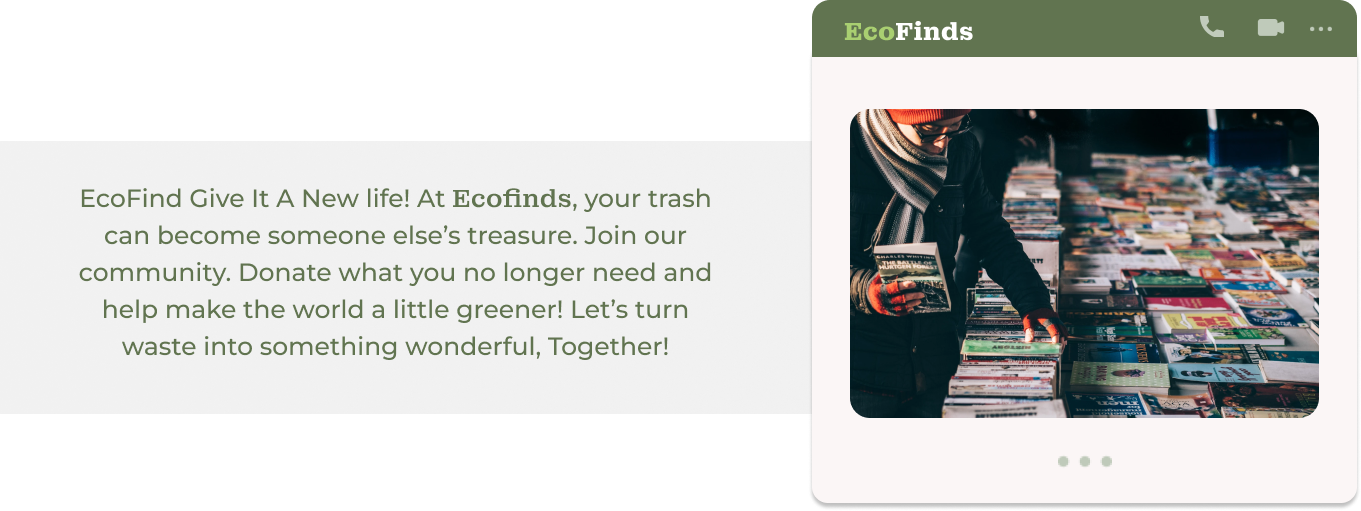 EcoFinds
EcoFind Give It A New life! At Ecofinds, your trash
can become someone else’s treasure. Join our
community. Donate what you no longer need and
help make the world a little greener! Let’s turn
waste into something wonderful, Together!
CHARLES WHITING
THE BATTLE OF
HURTGEN FOREST